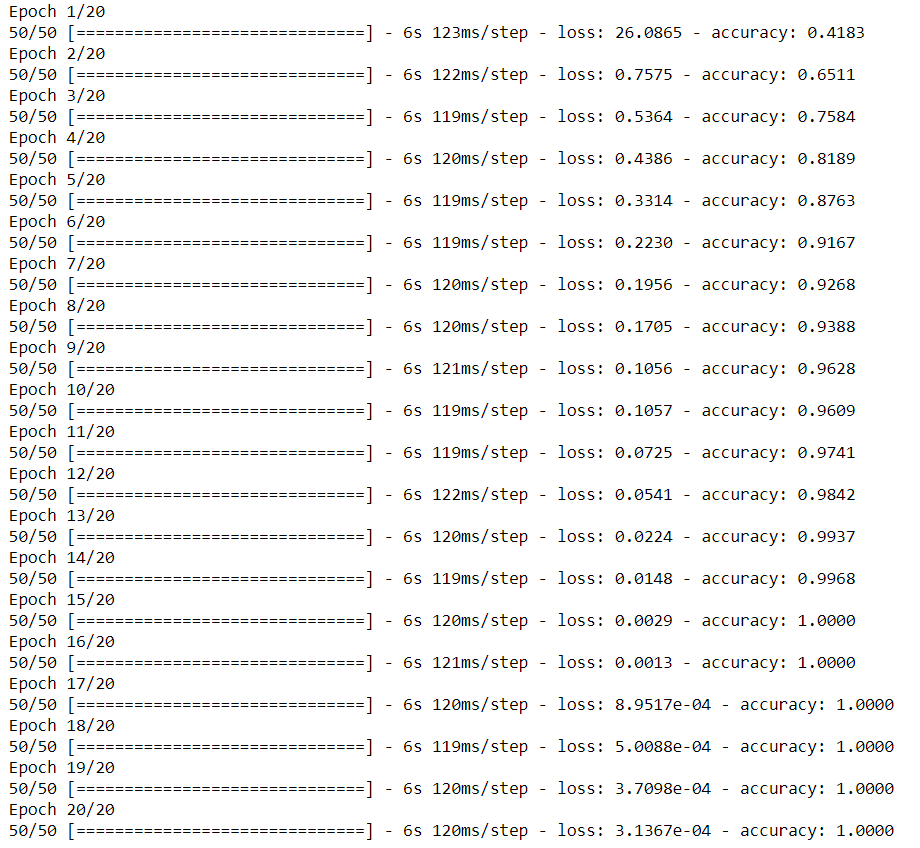 Epoch 1/20
50/50 [==============================] - 6s 123ms/step - loss: 26.0865 - accuracy: 0.4183
Epoch 2/20
50/50 [==============================] - 6s 122ms/step - loss: 0.7575 - accuracy: 0.6511
Epoch 3/20
50/50 [==============================] - 6s 119ms/step - loss: 0.5364 - accuracy: 0.7584
Epoch 4/20
50/50 [==============================] - 6s 120ms/step - loss: 0.4386 - accuracy: 0.8189
Epoch 5/20
50/50 [==============================] - 6s 119ms/step - loss: 0.3314 - accuracy: 0.8763
Epoch 6/20
50/50 [==============================] - 6s 119ms/step - loss: 0.2230 - accuracy: 0.9167
Epoch 7/20
50/50 [==============================] - 6s 120ms/step - loss: 0.1956 - accuracy: 0.9268
Epoch 8/20
50/50 [==============================] - 6s 120ms/step - loss: 0.1705 - accuracy: 0.9388
Epoch 9/20
50/50 [==============================] - 6s 121ms/step - loss: 0.1056 - accuracy: 0.9628
Epoch 10/20
50/50 [==============================] - 6s 119ms/step - loss: 0.1057 - accuracy: 0.9609
Epoch 11/20
50/50 [==============================] - 6s 119ms/step - loss: 0.0725 - accuracy: 0.9741
Epoch 12/20
50/50 [==============================] - 6s 122ms/step - loss: 0.0541 - accuracy: 0.9842
Epoch 13/20
50/50 [==============================] - 6s 120ms/step - loss: 0.0224 - accuracy: 0.9937
Epoch 14/20
50/50 [==============================] - 6s 119ms/step - loss: 0.0148 - accuracy: 0.9968
Epoch 15/20
50/50 [==============================] - 6s 120ms/step - loss: 0.0029 - accuracy: 1.0000
Epoch 16/20
50/50 [==============================] - 6s 121ms/step - loss: 0.0013 - accuracy: 1.0000
Epoch 17/20
50/50 [==============================] - 6s 120ms/step - loss: 8.9517e-04 - accuracy: 1.0000
Epoch 18/20
50/50 [==============================] - 6s 119ms/step - loss: 5.0088e-04 - accuracy: 1.0000
Epoch 19/20
50/50 [==============================] - 6s 120ms/step - loss: 3.7098e-04 - accuracy: 1.0000
Epoch 20/20
50/50 [==============================] - 6s 120ms/step - loss: 3.1367e-04 - accuracy: 1.0000